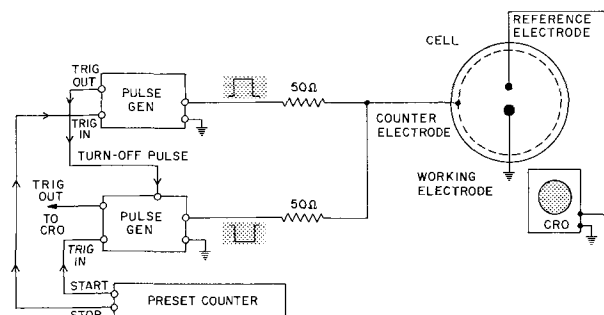 REFERENCE
ELECTRODE
CELL
TRIG
OUT
PULSE
GEN
50Ω
TRIG
IN
COUNTER
ELECTRODE
TURN-OFF PULSE
WORKING
ELECTRODE
TRIG
OUT
TO
CRO
PULSE
GEN
50Ω
TRIG
IN
CRO
START
PRESET COUNTER
STOP